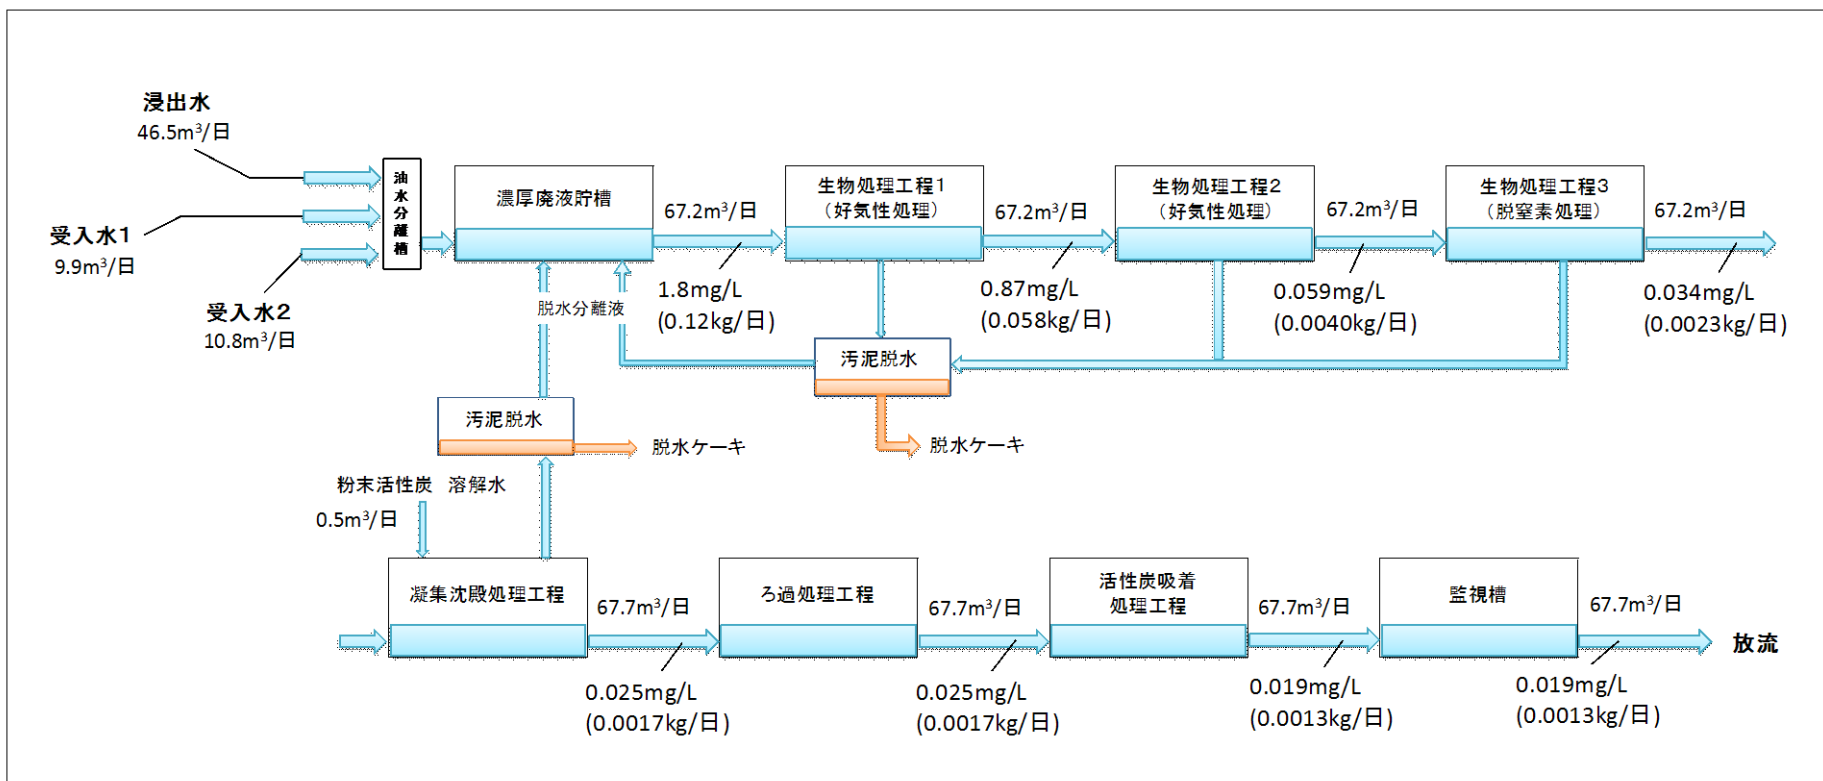 浸出水
46.5m³/日
受入水1
9.9m³/日
受入水2
10.8m³/日
油水分離槽
濃厚廃液貯槽
67.2m³/日
1.8mg/L
(0.12kg/日)
生物処理工程1
（好気性処理）
67.2m³/日
0.87mg/L
(0.058kg/日)
生物処理工程2
（好気性処理）
67.2m³/日
0.059mg/L
(0.0040kg/日)
生物処理工程3
（脱窒素処理）
67.2m³/日
0.034mg/L
(0.0023kg/日)
脱水分離液
汚泥脱水
脱水ケーキ
汚泥脱水
脱水ケーキ
粉末活性炭　溶解水
0.5m³/日
凝集沈殿処理工程
67.7m³/日
0.025mg/L
(0.0017kg/日)
ろ過処理工程
67.7m³/日
0.025mg/L
(0.0017kg/日)
活性炭吸着
処理工程
67.7m³/日
0.019mg/L
(0.0013kg/日)
監視槽
67.7m³/日
0.019mg/L
(0.0013kg/日)
放流